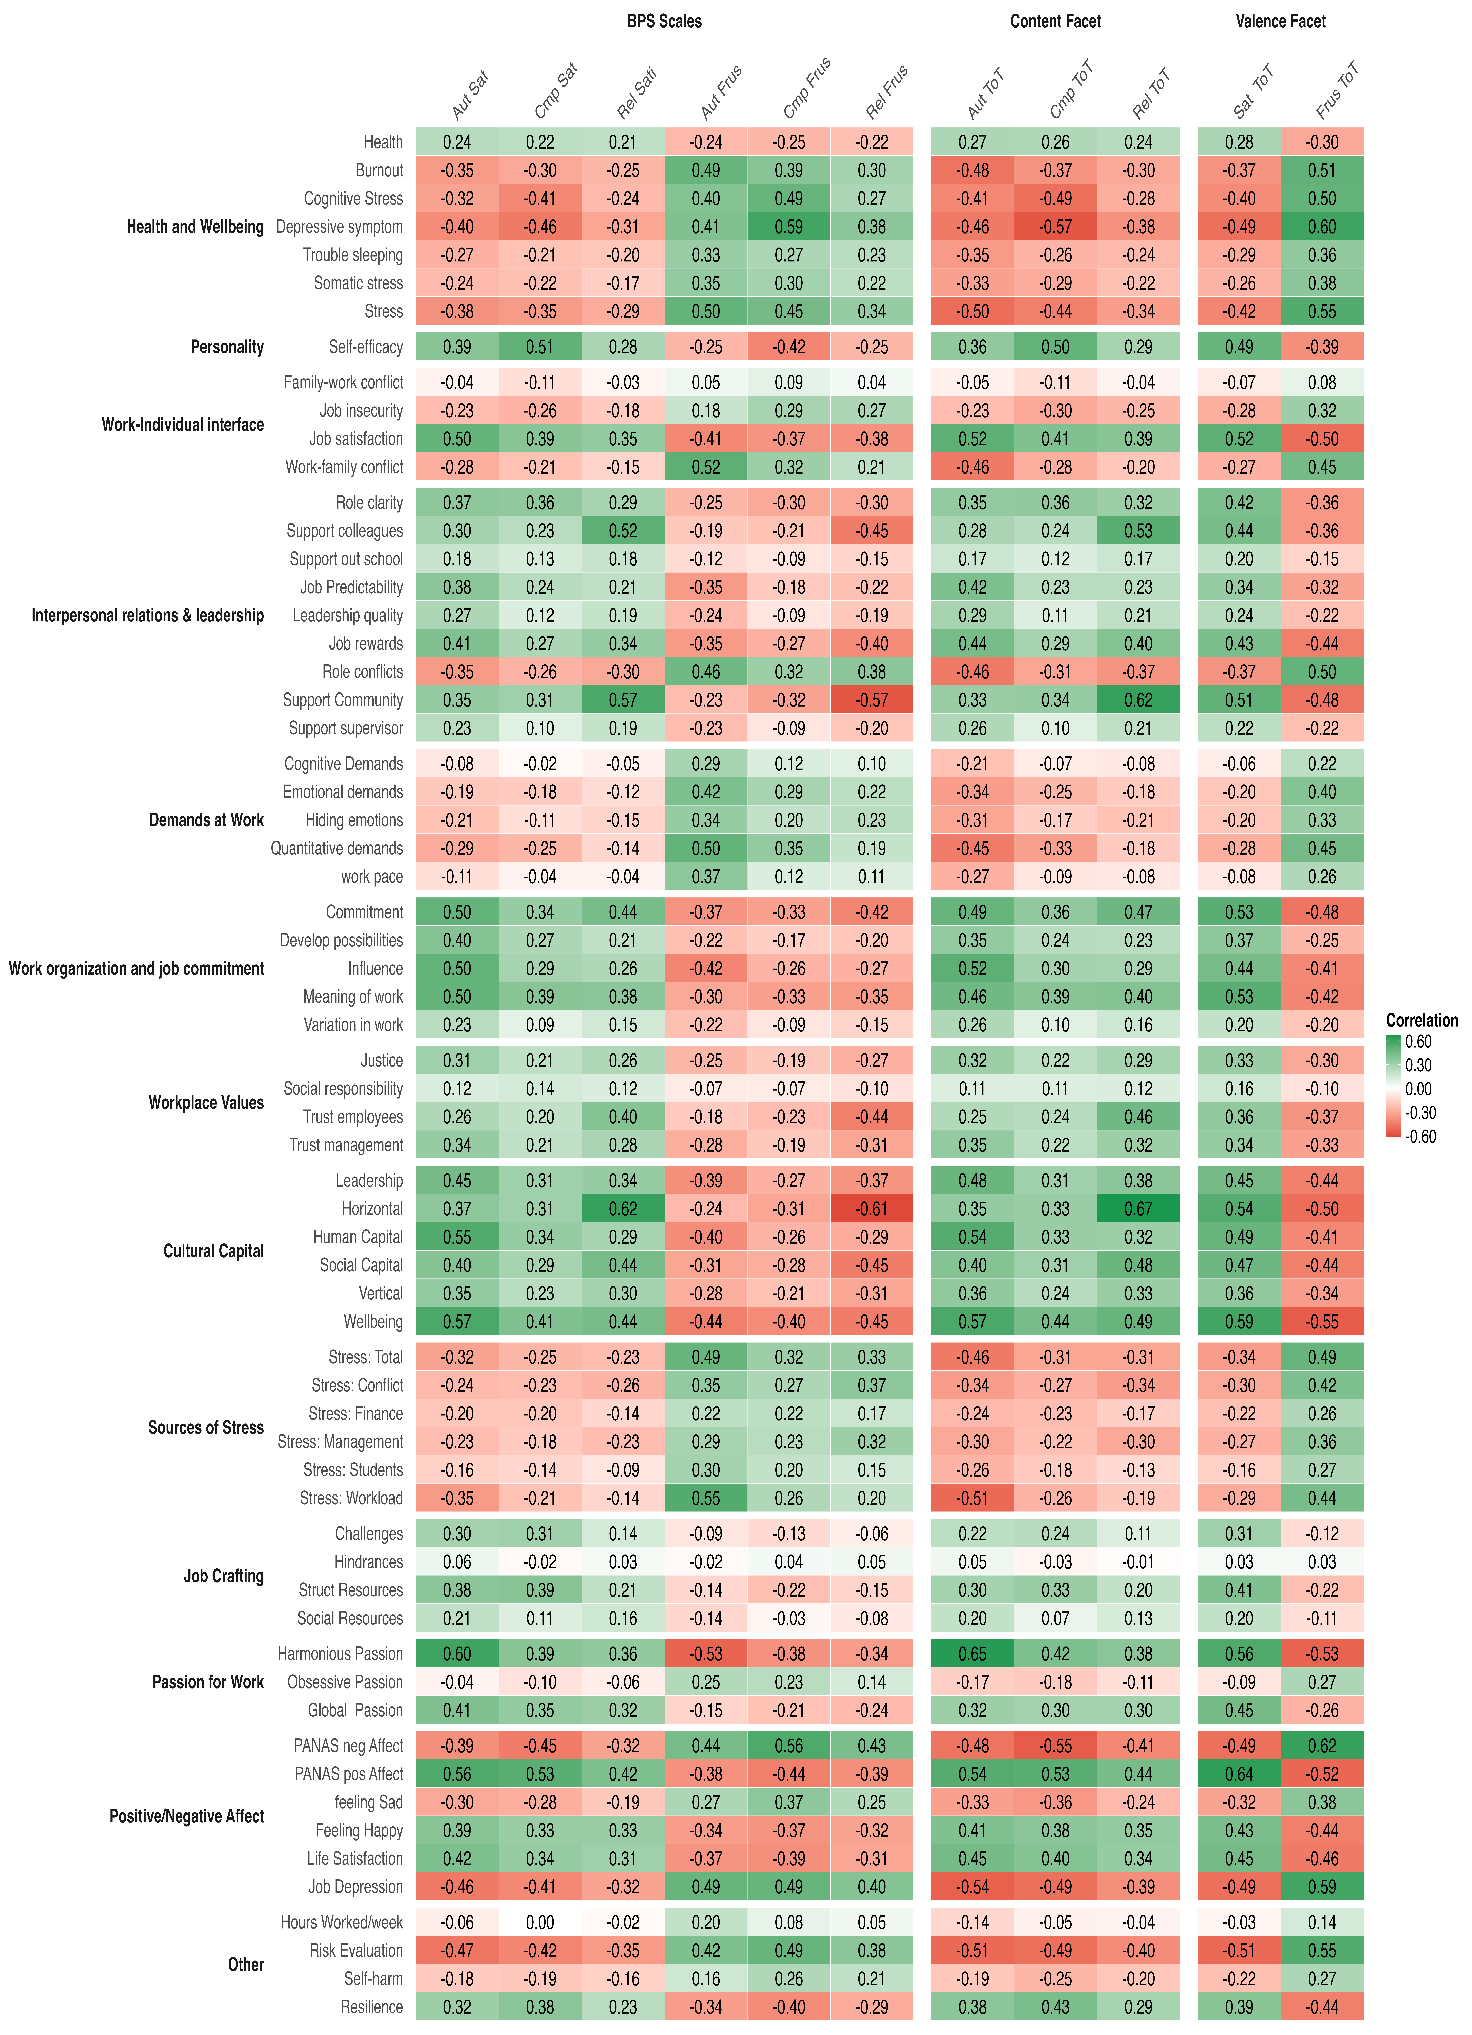 BPS Scales Content Facet Valence Facet
Aut Sat Cmp Sat Rel Sati Aut Frus Cmp Frus Rel Frus Aut ToT Cmp ToT Rel ToT Sat ToT Frus ToT
Health 0.24 0.22 0.21 -0.24 -0.25 -0.22 0.27 0.26 0.24 0.28 -0.30
Burnout -0.35 -0.30 -0.25 0.49 0.39 0.30 -0.48 -0.37 -0.30 -0.37 0.51
Cognitive Stress -0.32 -0.41 -0.24 0.40 0.49 0.27 -0.41 -0.49 -0.28 -0.40 0.50
Health and Wellbeing Depressive symptom -0.40 -0.46 -0.31 0.41 0.59 0.38 -0.46 -0.57 -0.38 -0.49 0.60
Trouble sleeping -0.27 -0.21 -0.20 0.33 0.27 0.23 -0.35 -0.26 -0.24 -0.29 0.36
Somatic stress -0.24 -0.22 -0.17 0.35 0.30 0.22 -0.33 -0.29 -0.22 -0.26 0.38
Stress -0.38 -0.35 -0.29 0.50 0.45 0.34 -0.50 -0.44 -0.34 -0.42 0.55
Personality Self-efficacy 0.39 0.51 0.28 -0.25 -0.42 -0.25 0.36 0.50 0.29 0.49 -0.39
Family-work conflict -0.04 -0.11 -0.03 0.05 0.09 0.04 -0.05 -0.11 -0.04 -0.07 0.08
Job insecurity -0.23 -0.26 -0.18 0.18 0.29 0.27 -0.23 -0.30 -0.25 -0.28 0.32
Work-Individual interface
Job satisfaction 0.50 0.39 0.35 -0.41 -0.37 -0.38 0.52 0.41 0.39 0.52 -0.50
Work-family conflict -0.28 -0.21 -0.15 0.52 0.32 0.21 -0.46 -0.28 -0.20 -0.27 0.45
Role clarity 0.37 0.36 0.29 -0.25 -0.30 -0.30 0.35 0.36 0.32 0.42 -0.36
Support colleagues 0.30 0.23 0.52 -0.19 -0.21 -0.45 0.28 0.24 0.53 0.44 -0.36
Support out school 0.18 0.13 0.18 -0.12 -0.09 -0.15 0.17 0.12 0.17 0.20 -0.15
Job Predictability 0.38 0.24 0.21 -0.35 -0.18 -0.22 0.42 0.23 0.23 0.34 -0.32
Interpersonal relations & leadership Leadership quality 0.27 0.12 0.19 -0.24 -0.09 -0.19 0.29 0.11 0.21 0.24 -0.22
Job rewards 0.41 0.27 0.34 -0.35 -0.27 -0.40 0.44 0.29 0.40 0.43 -0.44
Role conflicts -0.35 -0.26 -0.30 0.46 0.32 0.38 -0.46 -0.31 -0.37 -0.37 0.50
Support Community 0.35 0.31 0.57 -0.23 -0.32 -0.57 0.33 0.34 0.62 0.51 -0.48
Support supervisor 0.23 0.10 0.19 -0.23 -0.09 -0.20 0.26 0.10 0.21 0.22 -0.22
Cognitive Demands -0.08 -0.02 -0.05 0.29 0.12 0.10 -0.21 -0.07 -0.08 -0.06 0.22
Emotional demands -0.19 -0.18 -0.12 0.42 0.29 0.22 -0.34 -0.25 -0.18 -0.20 0.40
Demands at Work Hiding emotions -0.21 -0.11 -0.15 0.34 0.20 0.23 -0.31 -0.17 -0.21 -0.20 0.33
Quantitative demands -0.29 -0.25 -0.14 0.50 0.35 0.19 -0.45 -0.33 -0.18 -0.28 0.45
work pace -0.11 -0.04 -0.04 0.37 0.12 0.11 -0.27 -0.09 -0.08 -0.08 0.26
Commitment 0.50 0.34 0.44 -0.37 -0.33 -0.42 0.49 0.36 0.47 0.53 -0.48
Develop possibilities 0.40 0.27 0.21 -0.22 -0.17 -0.20 0.35 0.24 0.23 0.37 -0.25
Work organization and job commitment Influence 0.50 0.29 0.26 -0.42 -0.26 -0.27 0.52 0.30 0.29 0.44 -0.41
Meaning of work 0.50 0.39 0.38 -0.30 -0.33 -0.35 0.46 0.39 0.40 0.53 -0.42
Variation in work 0.23 0.09 0.15 -0.22 -0.09 -0.15 0.26 0.10 0.16 0.20 -0.20
Correlation
0.60
0.30
0.00
-0.30
-0.60
Justice 0.31 0.21 0.26 -0.25 -0.19 -0.27 0.32 0.22 0.29 0.33 -0.30
Social responsibility 0.12 0.14 0.12 -0.07 -0.07 -0.10 0.11 0.11 0.12 0.16 -0.10
Workplace Values
Trust employees 0.26 0.20 0.40 -0.18 -0.23 -0.44 0.25 0.24 0.46 0.36 -0.37
Trust management 0.34 0.21 0.28 -0.28 -0.19 -0.31 0.35 0.22 0.32 0.34 -0.33
Leadership 0.45 0.31 0.34 -0.39 -0.27 -0.37 0.48 0.31 0.38 0.45 -0.44
Horizontal 0.37 0.31 0.62 -0.24 -0.31 -0.61 0.35 0.33 0.67 0.54 -0.50
Human Capital 0.55 0.34 0.29 -0.40 -0.26 -0.29 0.54 0.33 0.32 0.49 -0.41
Cultural Capital
Social Capital 0.40 0.29 0.44 -0.31 -0.28 -0.45 0.40 0.31 0.48 0.47 -0.44
Vertical 0.35 0.23 0.30 -0.28 -0.21 -0.31 0.36 0.24 0.33 0.36 -0.34
Wellbeing 0.57 0.41 0.44 -0.44 -0.40 -0.45 0.57 0.44 0.49 0.59 -0.55
Stress: Total -0.32 -0.25 -0.23 0.49 0.32 0.33 -0.46 -0.31 -0.31 -0.34 0.49
Stress: Conflict -0.24 -0.23 -0.26 0.35 0.27 0.37 -0.34 -0.27 -0.34 -0.30 0.42
Stress: Finance -0.20 -0.20 -0.14 0.22 0.22 0.17 -0.24 -0.23 -0.17 -0.22 0.26
Sources of Stress
Stress: Management -0.23 -0.18 -0.23 0.29 0.23 0.32 -0.30 -0.22 -0.30 -0.27 0.36
Stress: Students -0.16 -0.14 -0.09 0.30 0.20 0.15 -0.26 -0.18 -0.13 -0.16 0.27
Stress: Workload -0.35 -0.21 -0.14 0.55 0.26 0.20 -0.51 -0.26 -0.19 -0.29 0.44
Challenges 0.30 0.31 0.14 -0.09 -0.13 -0.06 0.22 0.24 0.11 0.31 -0.12
Hindrances 0.06 -0.02 0.03 -0.02 0.04 0.05 0.05 -0.03 -0.01 0.03 0.03
Job Crafting
Struct Resources 0.38 0.39 0.21 -0.14 -0.22 -0.15 0.30 0.33 0.20 0.41 -0.22
Social Resources 0.21 0.11 0.16 -0.14 -0.03 -0.08 0.20 0.07 0.13 0.20 -0.11
Harmonious Passion 0.60 0.39 0.36 -0.53 -0.38 -0.34 0.65 0.42 0.38 0.56 -0.53
Passion for Work Obsessive Passion -0.04 -0.10 -0.06 0.25 0.23 0.14 -0.17 -0.18 -0.11 -0.09 0.27
Global Passion 0.41 0.35 0.32 -0.15 -0.21 -0.24 0.32 0.30 0.30 0.45 -0.26
PANAS neg Affect -0.39 -0.45 -0.32 0.44 0.56 0.43 -0.48 -0.55 -0.41 -0.49 0.62
PANAS pos Affect 0.56 0.53 0.42 -0.38 -0.44 -0.39 0.54 0.53 0.44 0.64 -0.52
feeling Sad -0.30 -0.28 -0.19 0.27 0.37 0.25 -0.33 -0.36 -0.24 -0.32 0.38
Positive/Negative Affect
Feeling Happy 0.39 0.33 0.33 -0.34 -0.37 -0.32 0.41 0.38 0.35 0.43 -0.44
Life Satisfaction 0.42 0.34 0.31 -0.37 -0.39 -0.31 0.45 0.40 0.34 0.45 -0.46
Job Depression -0.46 -0.41 -0.32 0.49 0.49 0.40 -0.54 -0.49 -0.39 -0.49 0.59
Hours Worked/week -0.06 0.00 -0.02 0.20 0.08 0.05 -0.14 -0.05 -0.04 -0.03 0.14
Risk Evaluation -0.47 -0.42 -0.35 0.42 0.49 0.38 -0.51 -0.49 -0.40 -0.51 0.55
Other
Self-harm -0.18 -0.19 -0.16 0.16 0.26 0.21 -0.19 -0.25 -0.20 -0.22 0.27
Resilience 0.32 0.38 0.23 -0.34 -0.40 -0.29 0.38 0.43 0.29 0.39 -0.44